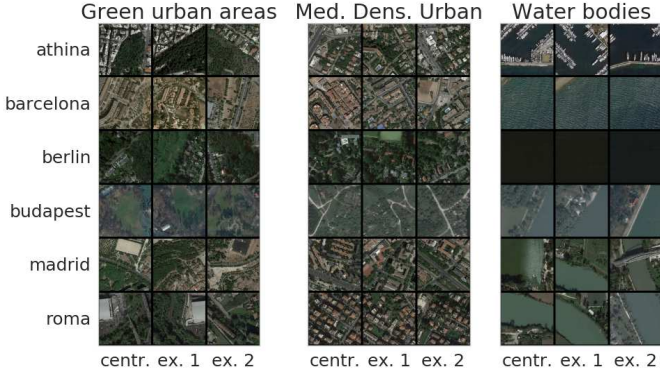 Green urban areas Med. Dens. Urban Water bodies
athina
barcelona
berlin
budapest
madrid
roma
centr. ex. 1 ex. 2 centr. ex. 1 ex. 2 centr. ex. 1 ex. 2